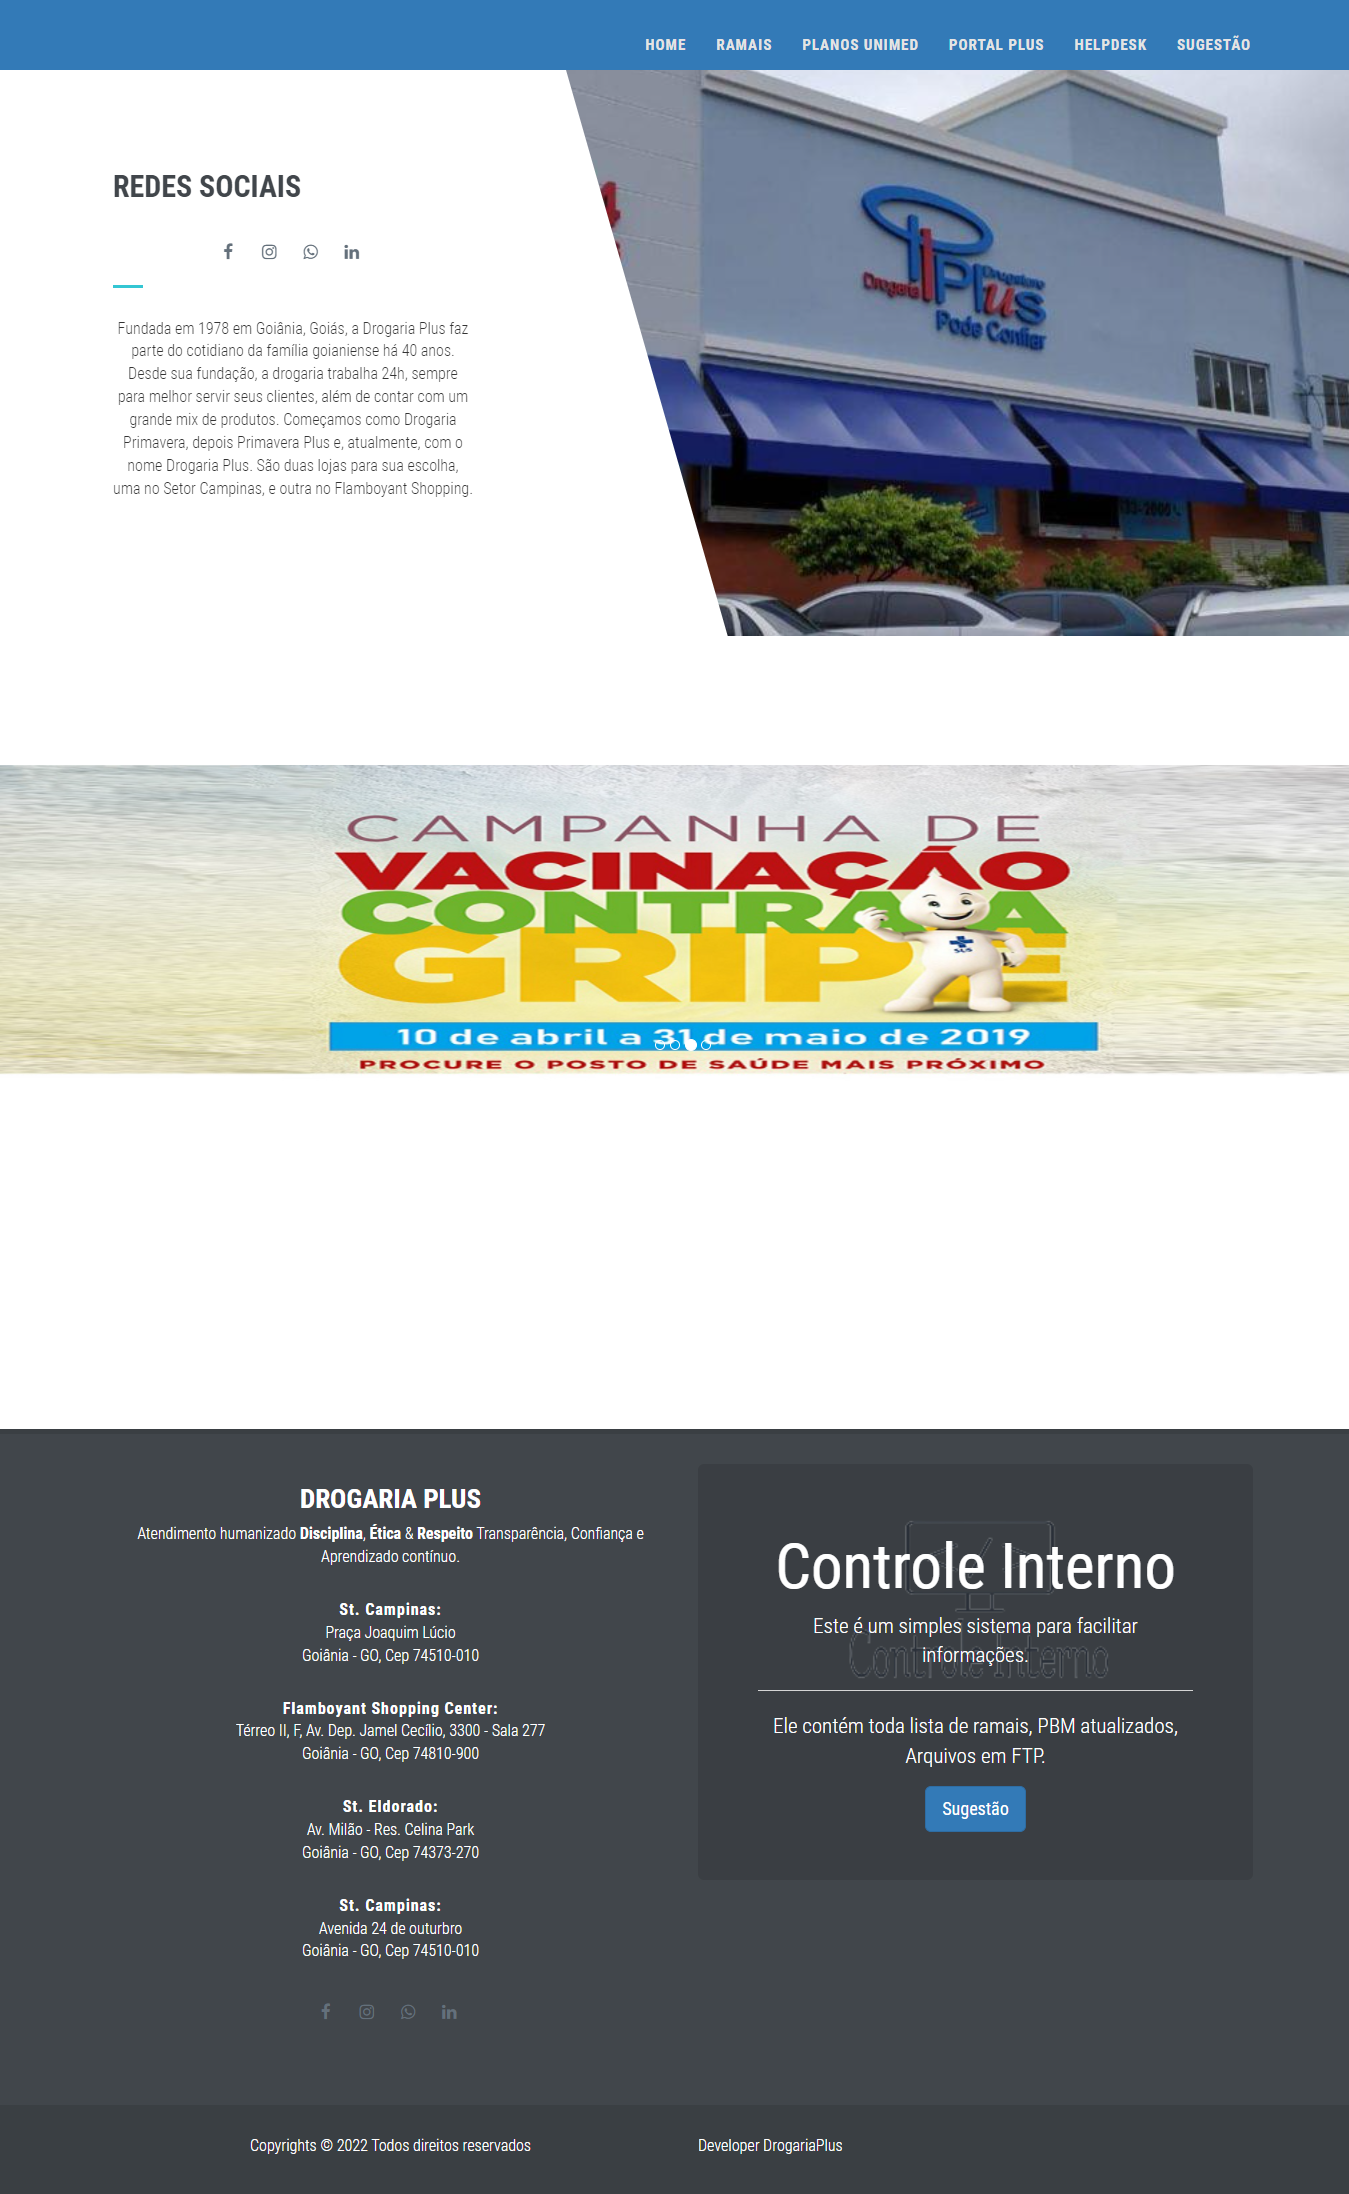 HOME RAMAIS PLANOS UNIMED PORTAL PLUS HELPDESK SUGESTÃO
REDES SOCIAIS
Fundada em 1978 em Goiânia, Goiás, a Drogaria Plus faz
parte do cotidiano da família goianiense há 40 anos.
Desde sua fundação, a drogaria trabalha 24h, sempre
para melhor servir seus clientes, além de contar com um
grande mix de produtos. Começamos como Drogaria
Primavera, depois Primavera Plus e, atualmente, com o
nome Drogaria Plus. São duas lojas para sua escolha,
uma no Setor Campinas, e outra no Flamboyant Shopping.
Drogaria Plus Drugstore
Pode Confiar
33-2000
CAMPANHA DE
VACINAÇÃO
CONTRA A
GRIPE
SUS
10 de abril a 31 de maio de 2019
PROCURE O POSTO DE SAÚDE MAIS PRÓXIMO
DROGARIA PLUS
Atendimento humanizado Disciplina, Ética & Respeito Transparência, Confiança e
Aprendizado contínuo.
St. Campinas:
Praça Joaquim Lúcio
Goiânia - GO, Cep 74510-010
Flamboyant Shopping Center:
Térreo II, F, Av. Dep. Jamel Cecílio, 3300 - Sala 277
Goiânia - GO, Cep 74810-900
St. Eldorado:
Av. Milão - Res. Celina Park
Goiânia - GO, Cep 74373-270
St. Campinas:
Avenida 24 de outurbro
Goiânia - GO, Cep 74510-010
Controle Interno
Este é um simples sistema para facilitar
informações.
Controle Interno
Ele contém toda lista de ramais, PBM atualizados,
Arquivos em FTP.
Sugestão
Copyrights © 2022 Todos direitos reservados
Developer DrogariaPlus